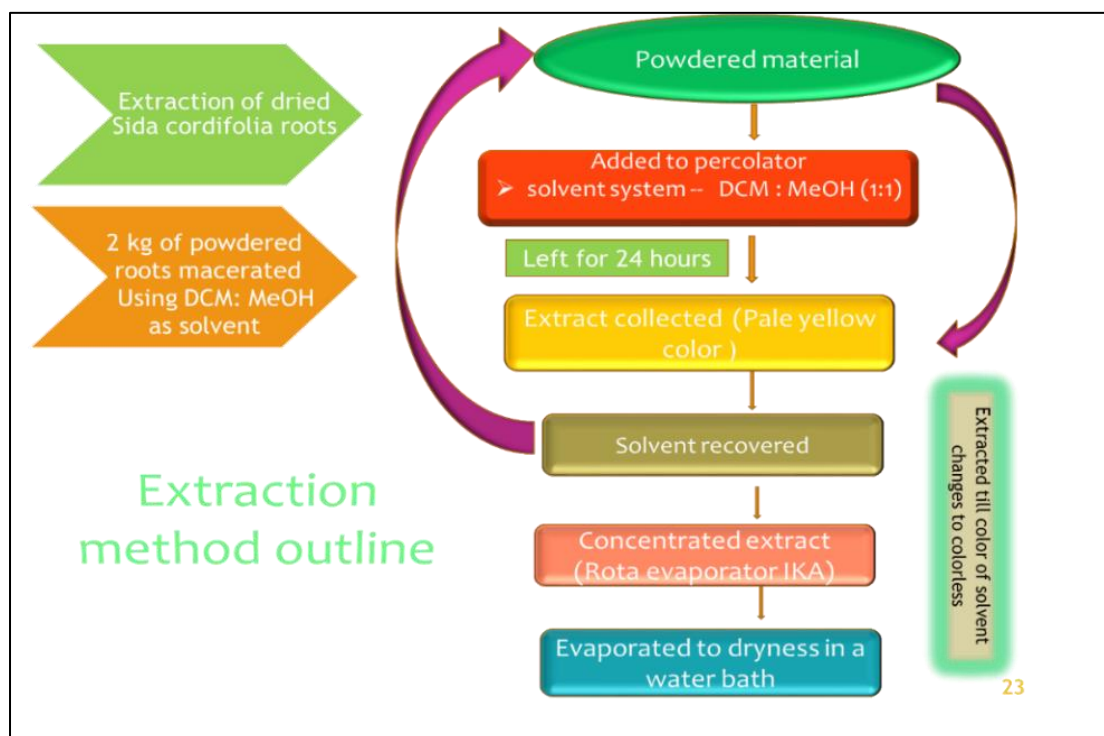 Extraction of dried
Sida cordifolia roots
2 kg of powdered
roots macerated
Using DCM: MeOH
as solvent
Extraction
method outline
Powdered material
Added to percolator
➢ solvent system – DCM : MeOH (1:1)
Left for 24 hours
Extract collected (Pale yellow
color )
Solvent recovered
Concentrated extract
(Rota evaporator IKA)
Evaporated to dryness in a
water bath
Extracted till color of solvent
changes to colorless
23